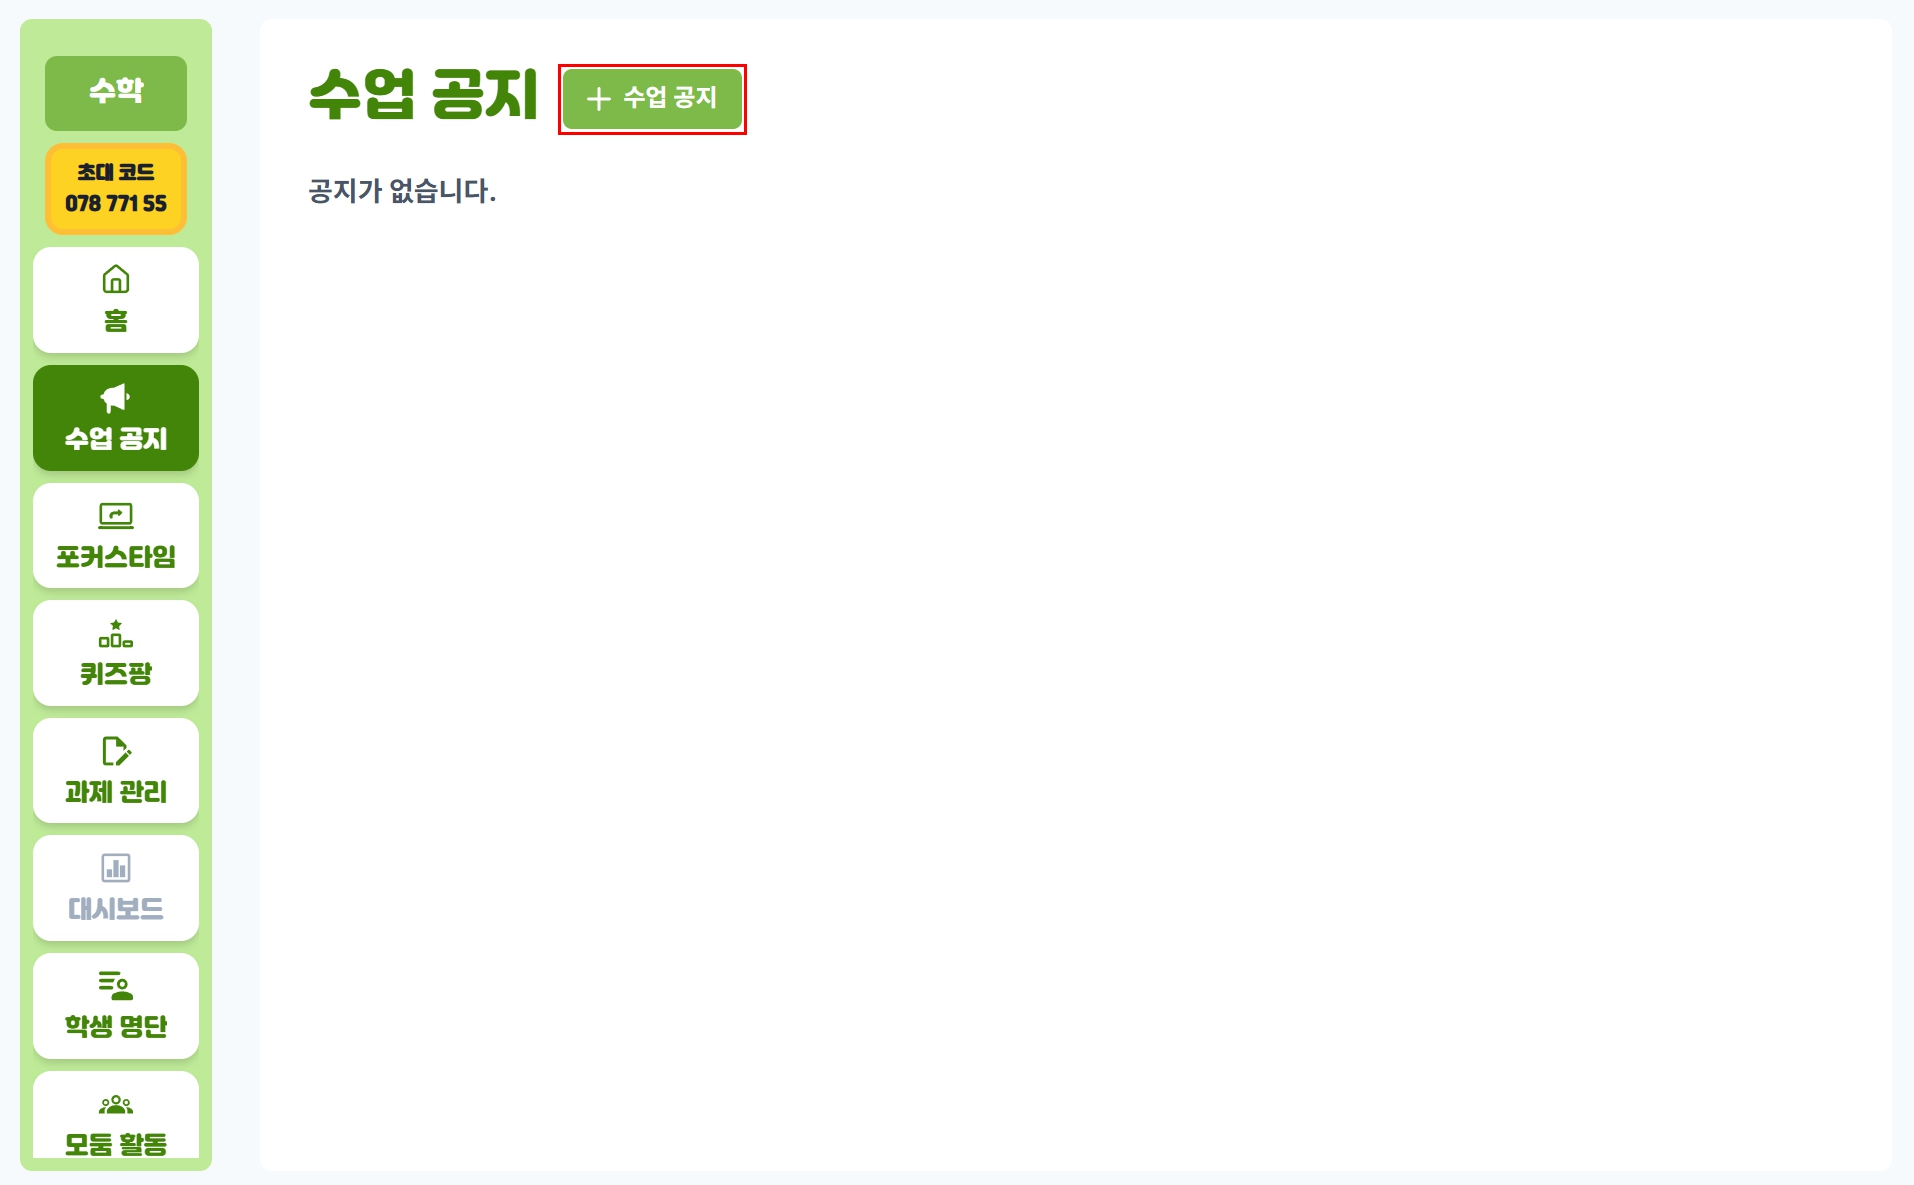 수학
초대 코드
078 771 55
홈
수업 공지
포커스타임
퀴즈팡
과제 관리
대시보드
학생 명단
모둠 활동
수업 공지
수업 공지
공지가 없습니다.